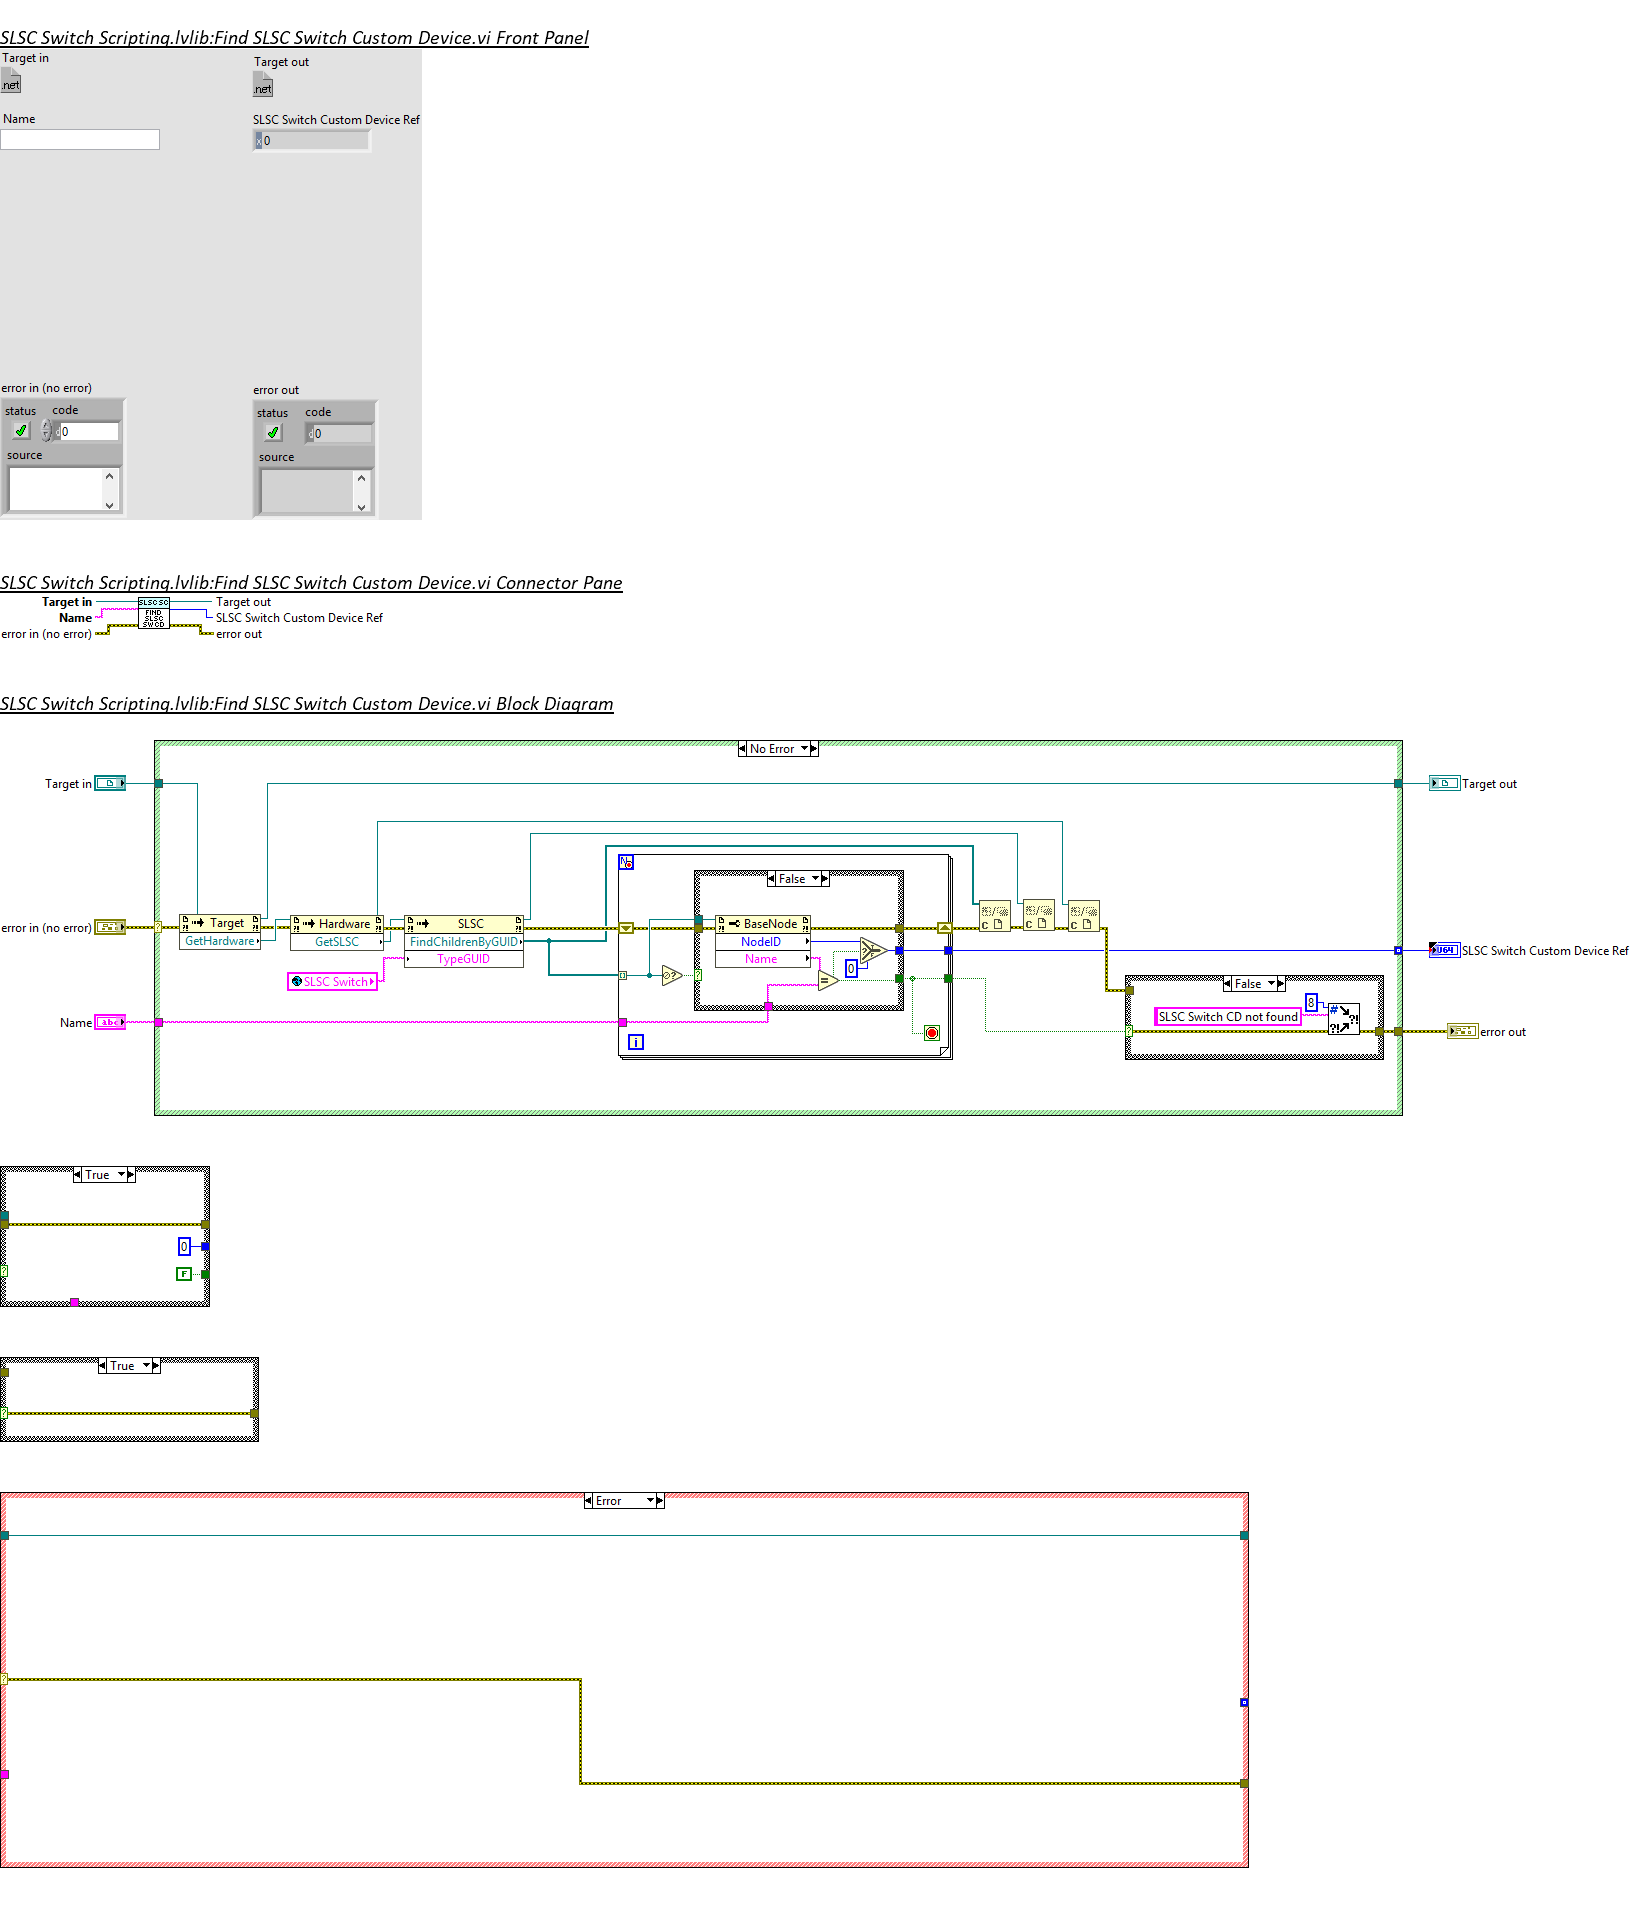 SLSC Switch Scripting.lvlib:Find SLSC Switch Custom Device.vi Front Panel
Target in
Target out
.net
.net
Name
SLSC Switch Custom Device Ref
x 0
error in (no error)
error out
status code
status code
d 0
d 0
source
source
SLSC Switch Scripting.lvlib:Find SLSC Switch Custom Device.vi Connector Pane
Target in
SLSC SC
Target out
Name
FIND
SLSC
SW CD
SLSC Switch Custom Device Ref
error in (no error)
error out
SLSC Switch Scripting.lvlib:Find SLSC Switch Custom Device.vi Block Diagram
No Error
Target in
Target out
N
False
error in (no error)
Target
GetHardware
Hardware
GetSLSC
SLSC
FindChildrenByGUID
TypeGUID
BaseNode
NodeID
Name
?
T
F
0
=
C
C
C
U64
SLSC Switch Custom Device Ref
SLSC Switch
?
False
8
SLSC Switch CD not found
#
?!
?!
Name
abc
i
error out
True
0
F
?
True
?
Error
?